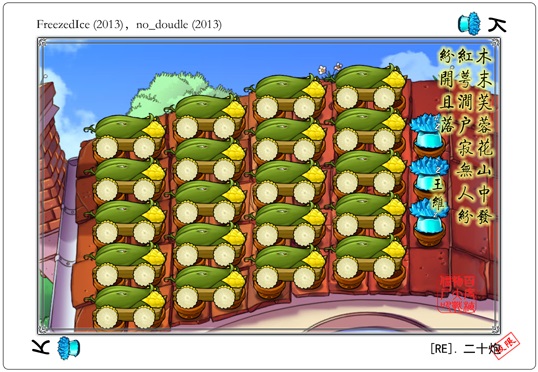 FreezedIce (2013), no_doudle (2013)
K
木末芙蓉花山中發
紅萼澗户寂無人紛
紛開且落
王維
K
[RE]. 二十炮